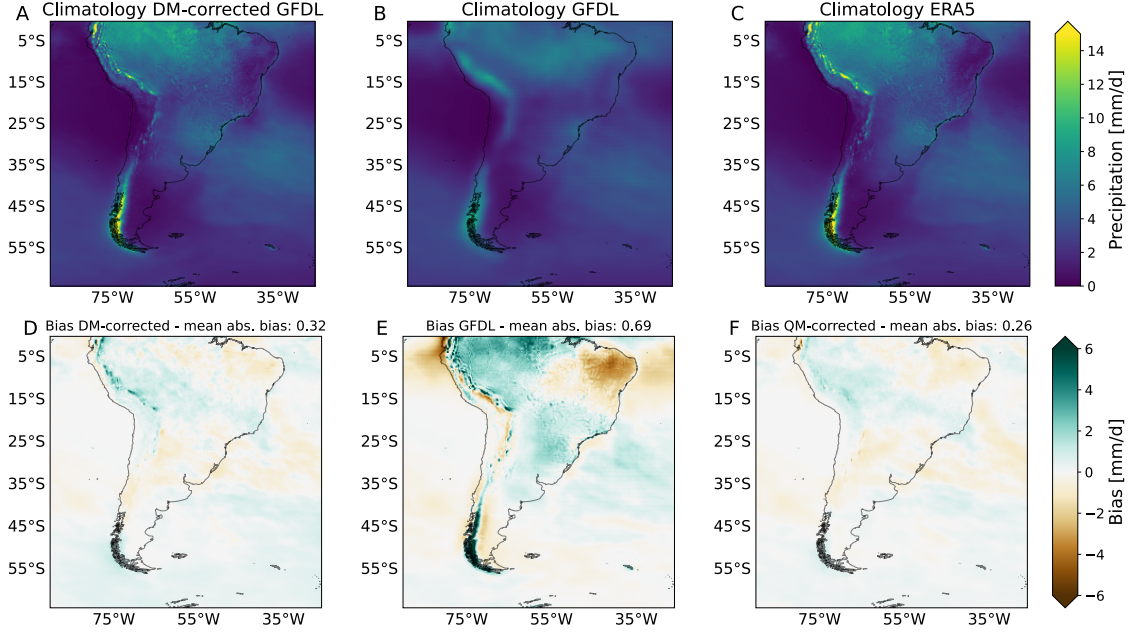 A Climatology DM-corrected GFDL
B Climatology GFDL
C Climatology ERA5
5°S
15°S
25°S
35°S
45°S
55°S
75°W 55°W 35°W
5°S
15°S
25°S
35°S
45°S
55°S
75°W 55°W 35°W
5°S
15°S
25°S
35°S
45°S
55°S
75°W 55°W 35°W
14
12
10
8
6
4
2
0
Precipitation [mm/d]
D Bias DM-corrected - mean abs. bias: 0.32
E Bias GFDL - mean abs. bias: 0.69
F Bias QM-corrected - mean abs. bias: 0.26
5°S
15°S
25°S
35°S
45°S
55°S
75°W 55°W 35°W
5°S
15°S
25°S
35°S
45°S
55°S
75°W 55°W 35°W
5°S
15°S
25°S
35°S
45°S
55°S
75°W 55°W 35°W
6
4
2
0
−2
−4
−6
Bias [mm/d]